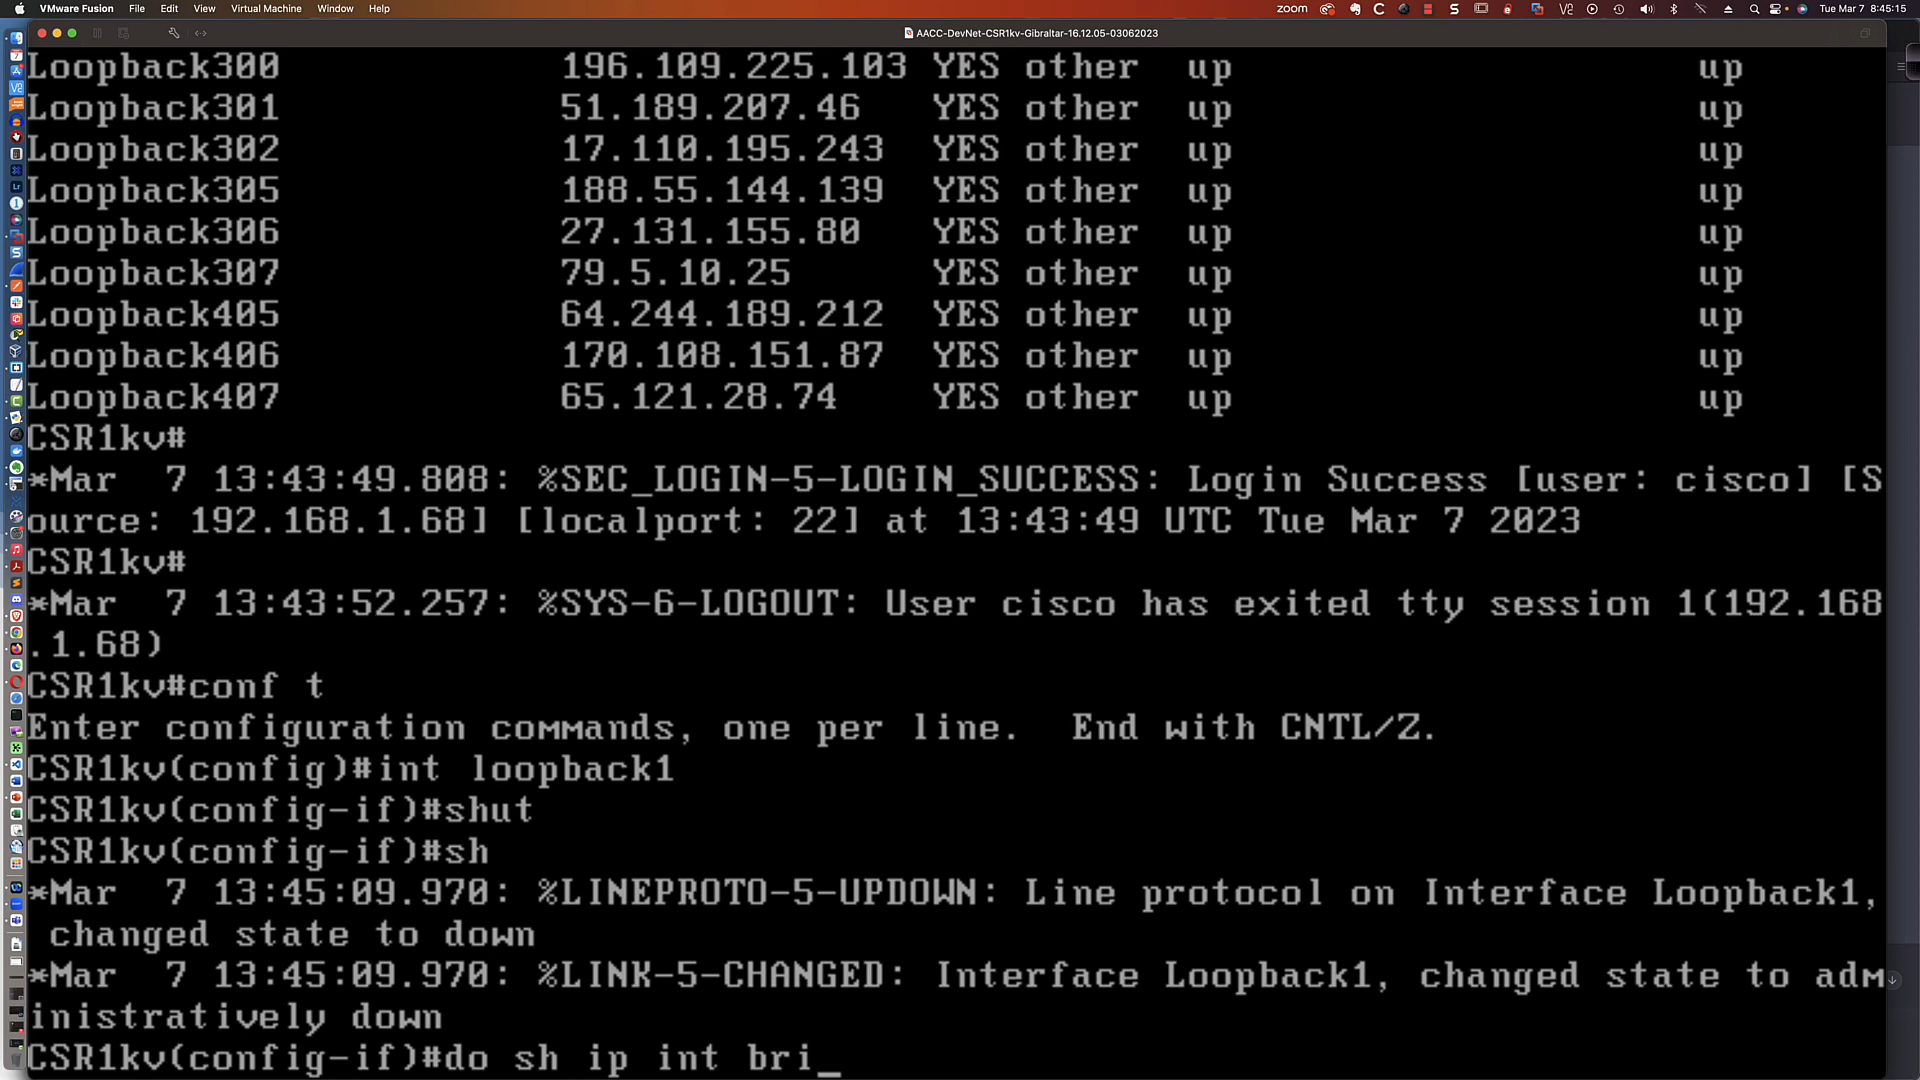 VMware Fusion File Edit View Virtual Machine Window Help zoom Tue Mar 7 8:45:15
AACC-DevNet-CSR1kv-Gibraltar-16.12.05-03062023
Loopback300 196.109.225.103 YES other up up
Loopback301 51.189.207.46 YES other up up
Loopback302 17.110.195.243 YES other up up
Loopback305 188.55.144.139 YES other up up
Loopback306 27.131.155.80 YES other up up
Loopback307 79.5.10.25 YES other up up
Loopback405 64.244.189.212 YES other up up
Loopback406 170.108.151.87 YES other up up
Loopback407 65.121.28.74 YES other up up
CSR1kv#
*Mar  7 13:43:49.808: %SEC_LOGIN-5-LOGIN_SUCCESS: Login Success [user: cisco] [S
ource: 192.168.1.68] [localport: 22] at 13:43:49 UTC Tue Mar 7 2023
CSR1kv#
*Mar  7 13:43:52.257: %SYS-6-LOGOUT: User cisco has exited tty session 1(192.168
.1.68)
CSR1kv#conf t
Enter configuration commands, one per line.  End with CNTL/Z.
CSR1kv(config)#int loopback1
CSR1kv(config-if)#shut
CSR1kv(config-if)#sh
*Mar  7 13:45:09.970: %LINEPROTO-5-UPDOWN: Line protocol on Interface Loopback1,
changed state to down
*Mar  7 13:45:09.970: %LINK-5-CHANGED: Interface Loopback1, changed state to adm
inistratively down
CSR1kv(config-if)#do sh ip int bri_